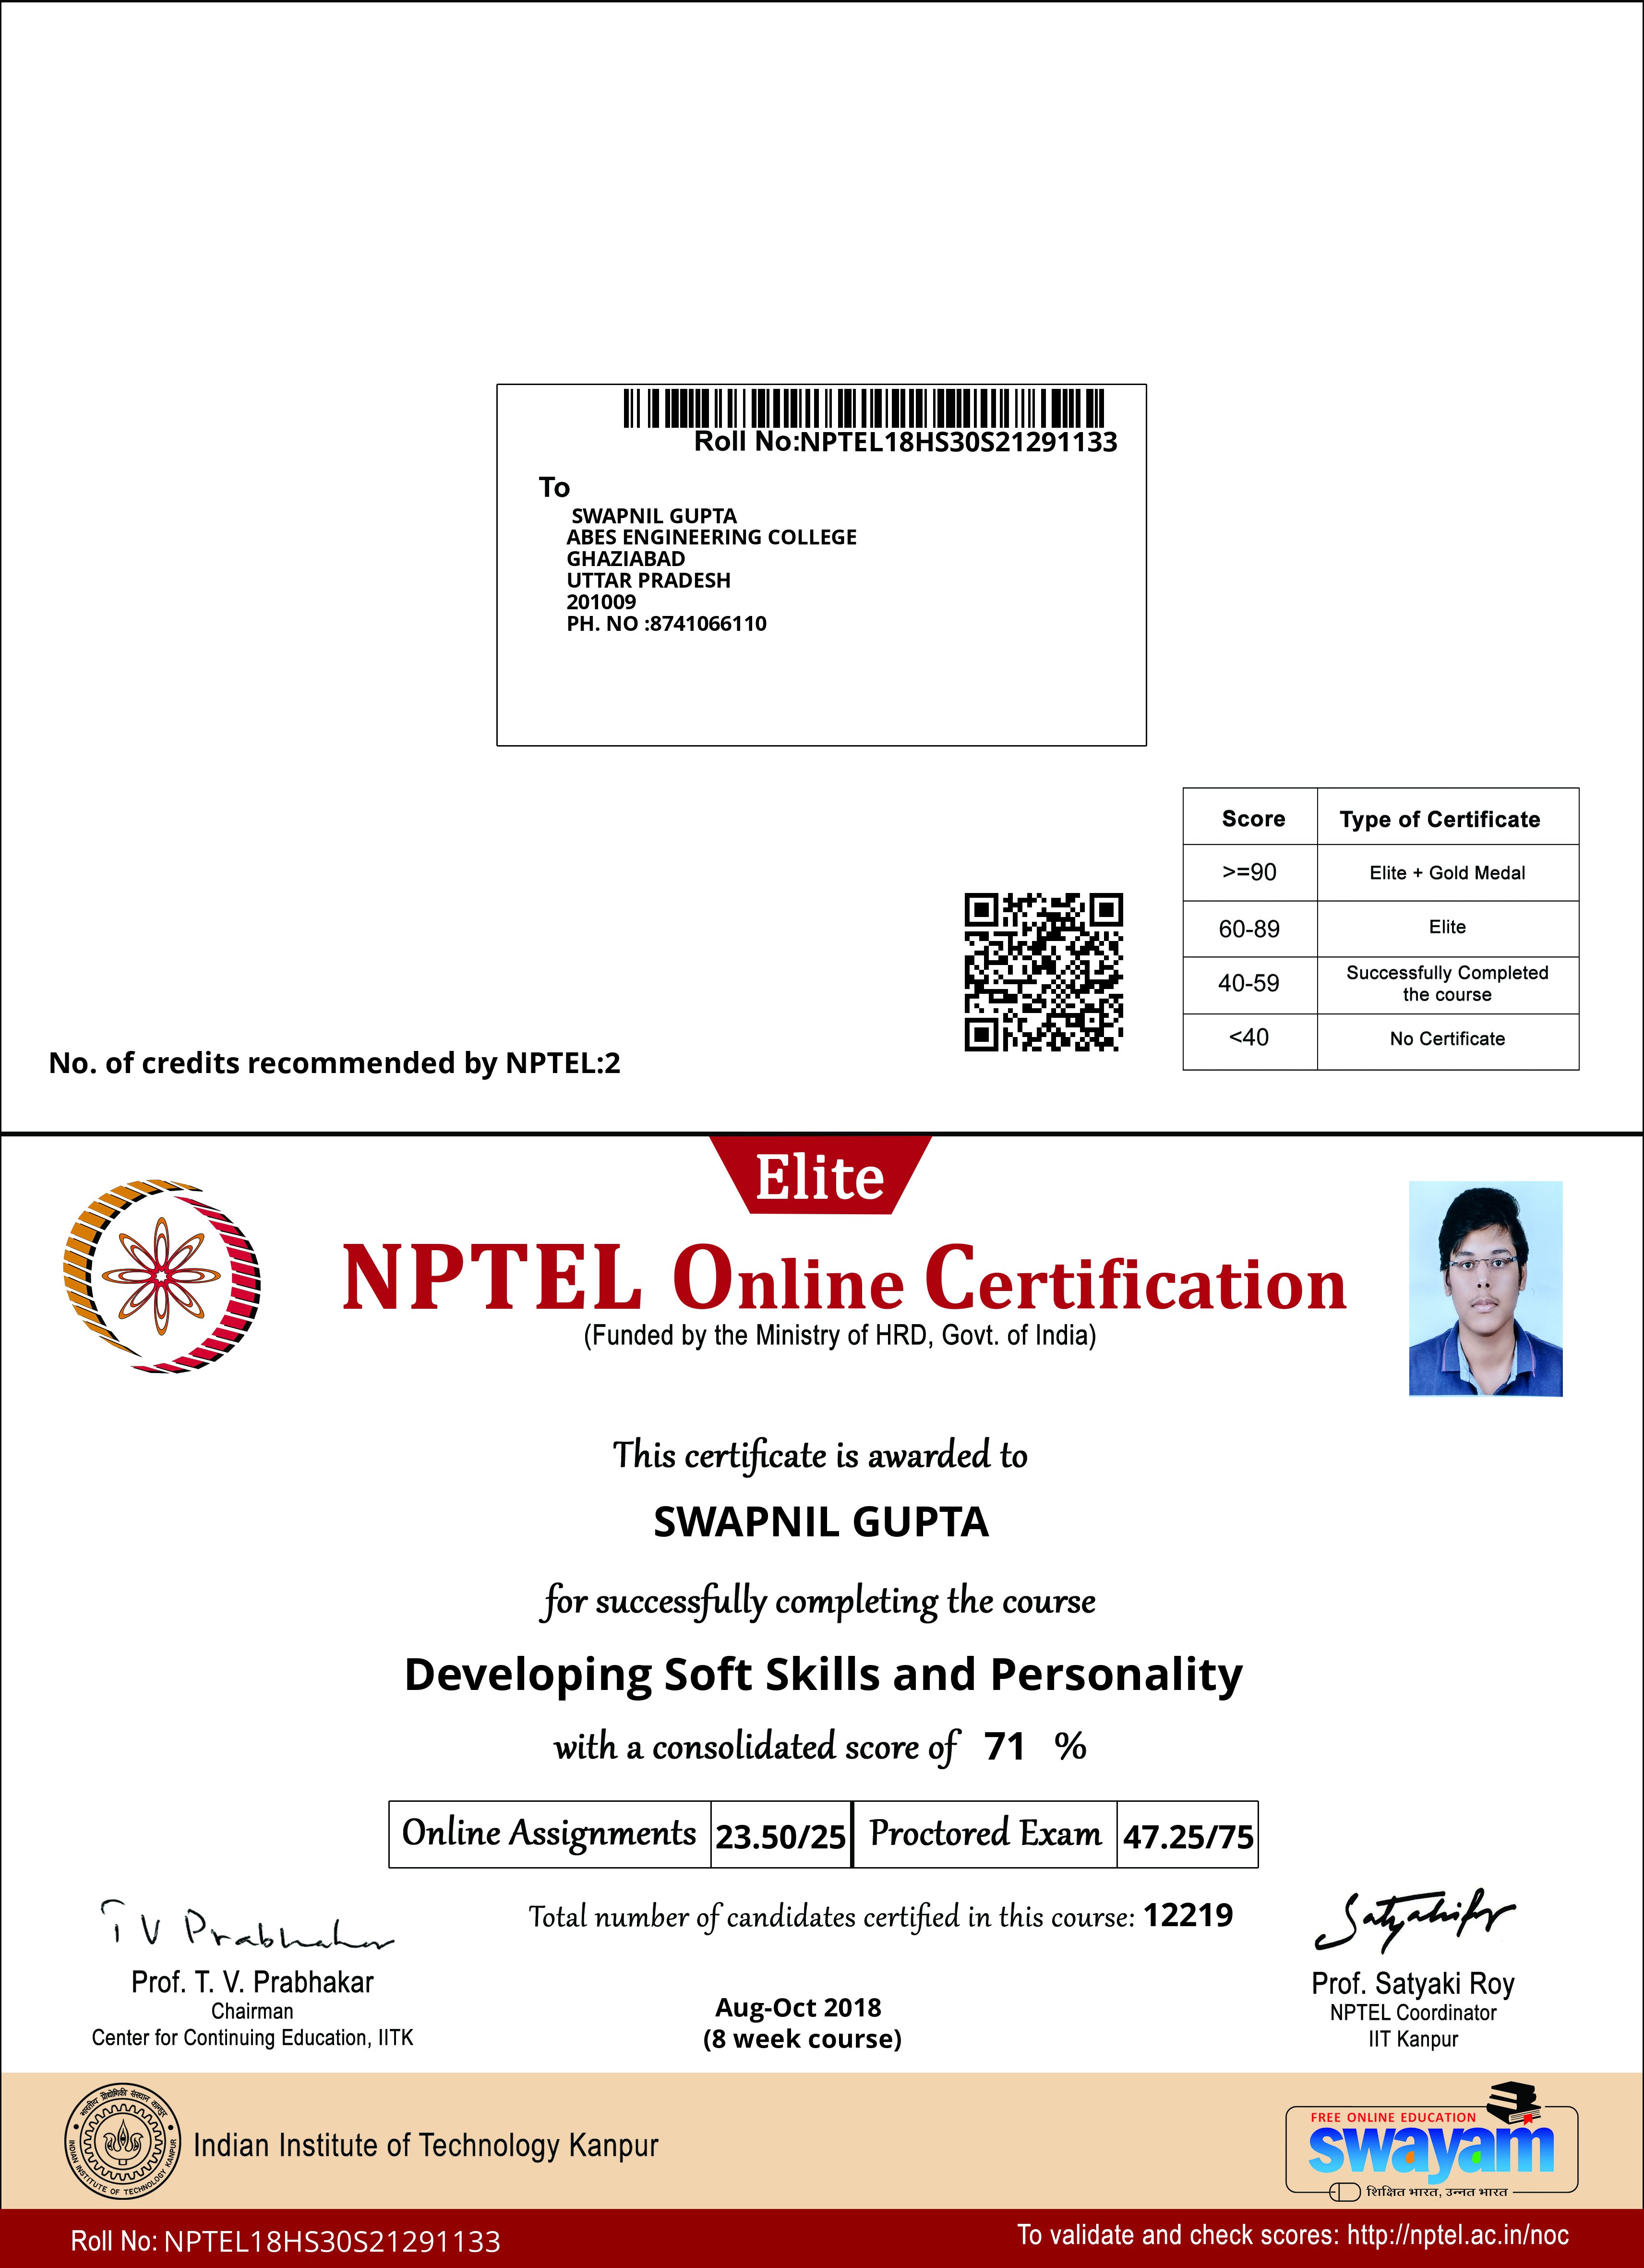 Roll No:NPTEL18HS30S21291133
To
SWAPNIL GUPTA
ABES ENGINEERING COLLEGE
GHAZIABAD
UTTAR PRADESH
201009
PH. NO :8741066110
Score Type of Certificate
>=90 Elite + Gold Medal
60-89 Elite
40-59 Successfully Completed the course
<40 No Certificate
No. of credits recommended by NPTEL:2
Elite
NPTEL Online Certification
(Funded by the Ministry of HRD, Govt. of India)
This certificate is awarded to
SWAPNIL GUPTA
for successfully completing the course
Developing Soft Skills and Personality
with a consolidated score of 71 %
Online Assignments 23.50/25 Proctored Exam 47.25/75
Total number of candidates certified in this course: 12219
T V Prabhakar
Prof. T. V. Prabhakar
Chairman
Center for Continuing Education, IITK
Aug-Oct 2018
(8 week course)
Prof. Satyaki Roy
NPTEL Coordinator
IIT Kanpur
भारतीय प्रौद्योगिकी संस्थान कानपुर
INDIAN INSTITUTE OF TECHNOLOGY KANPUR
Indian Institute of Technology Kanpur
FREE ONLINE EDUCATION
swayam
शिक्षित भारत, उन्नत भारत
Roll No: NPTEL18HS30S21291133
To validate and check scores: http://nptel.ac.in/noc